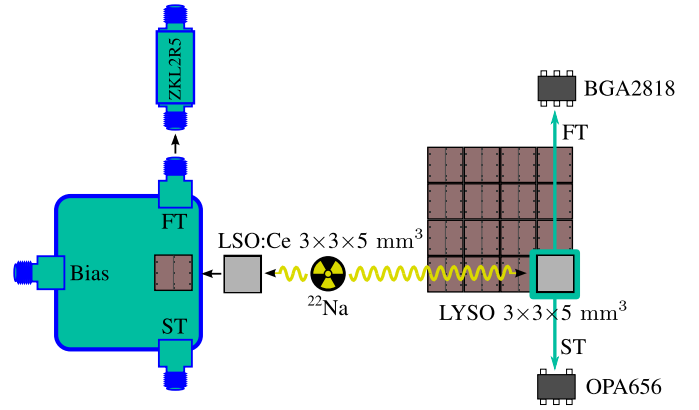 ZKL2R5
BGA2818
FT
FT
LSO:Ce 3×3×5 mm³
Bias
²²Na
LYSO 3×3×5 mm³
ST
ST
OPA656